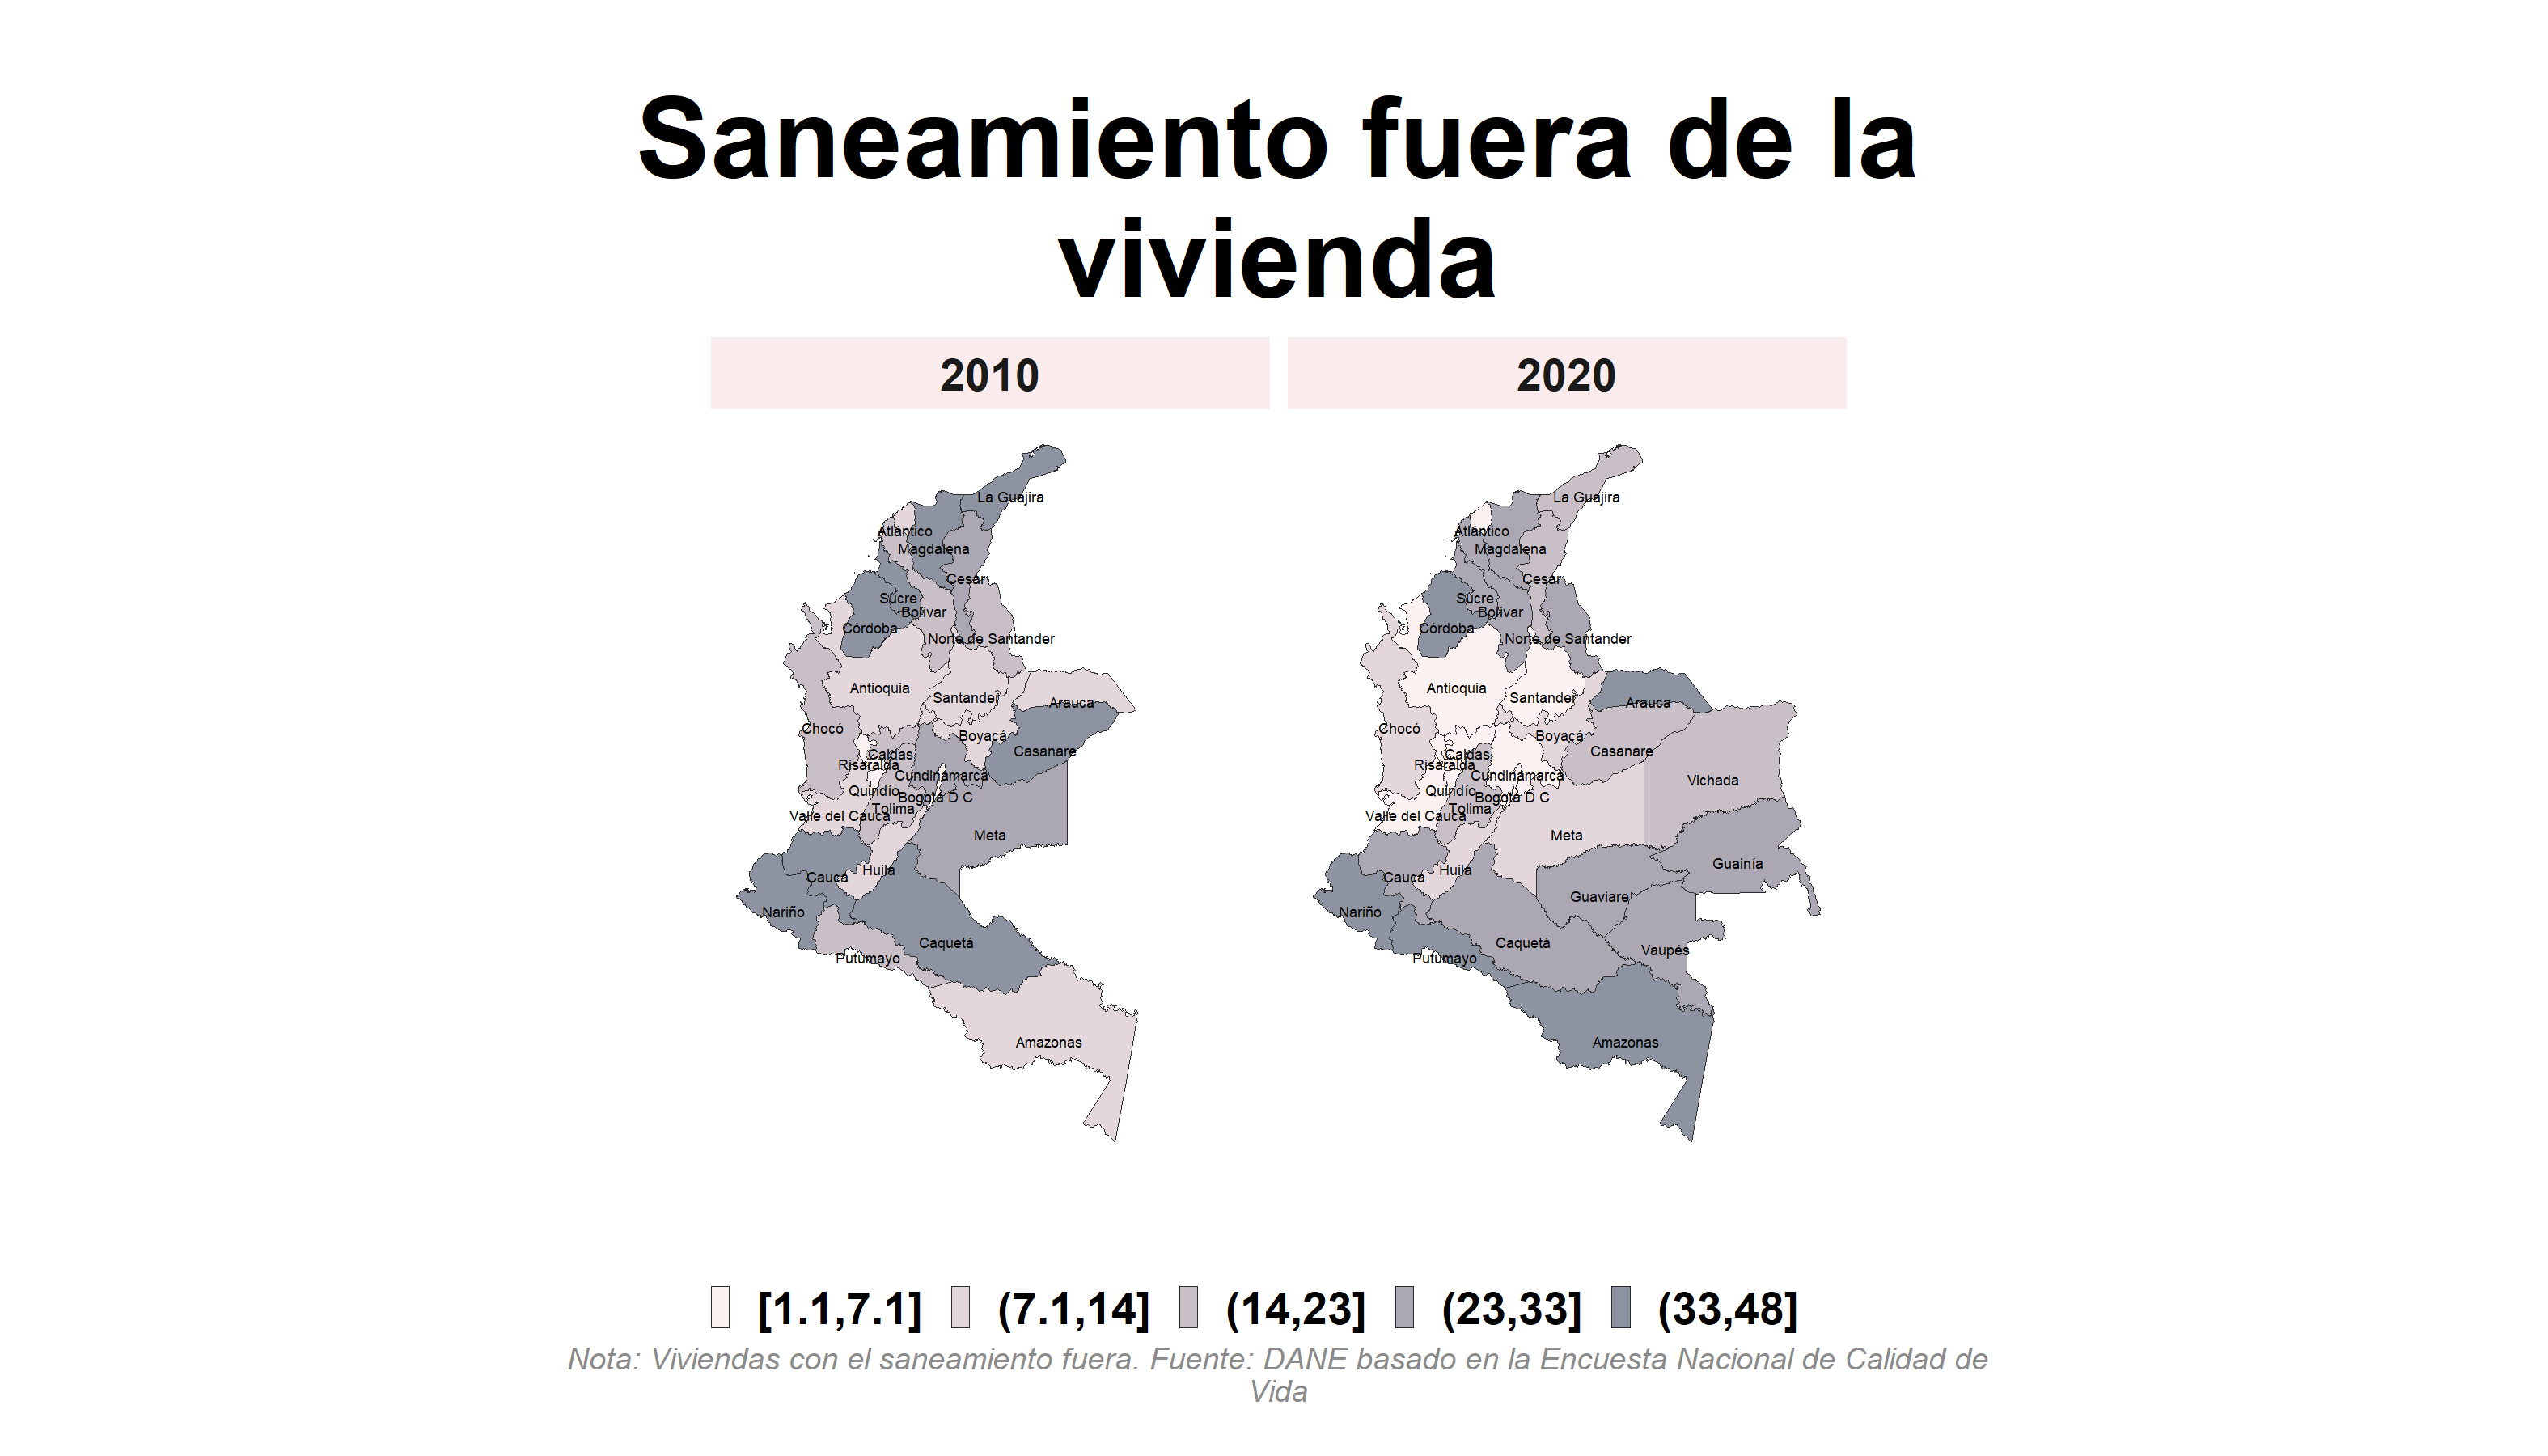 Saneamiento fuera de la
vivienda
2010
2020
La Guajira
Atlántico
Magdalena
Cesar
Sucre
Bolívar
Córdoba
Norte de Santander
Antioquia
Santander
Arauca
Chocó
Boyacá
Casanare
Caldas
Risaralda
Cundinamarca
Quindío
Bogotá D C
Tolima
Valle del Cauca
Meta
Huila
Cauca
Nariño
Caquetá
Putumayo
Amazonas
La Guajira
Atlántico
Magdalena
Cesar
Sucre
Bolívar
Córdoba
Norte de Santander
Antioquia
Santander
Arauca
Chocó
Boyacá
Casanare
Caldas
Risaralda
Cundinamarca
Vichada
Quindío
Bogotá D C
Tolima
Valle del Cauca
Meta
Guainía
Huila
Cauca
Guaviare
Nariño
Caquetá
Vaupés
Putumayo
Amazonas
[1.1,7.1] (7.1,14] (14,23] (23,33] (33,48]
Nota: Viviendas con el saneamiento fuera. Fuente: DANE basado en la Encuesta Nacional de Calidad de
Vida